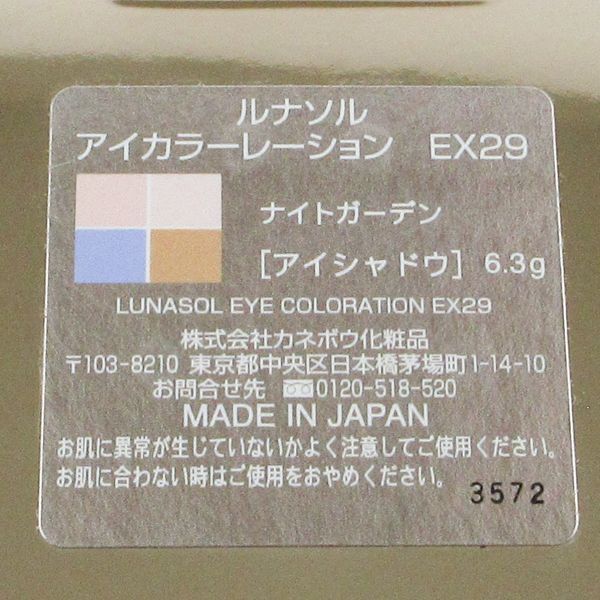 ルナソル
アイカラーレーション EX29
ナイトガーデン
[アイシャドウ] 6.3g
LUNASOL EYE COLORATION EX29
株式会社カネボウ化粧品
〒103-8210 東京都中央区日本橋茅場町1-14-10
お問合せ先 0120-518-520
MADE IN JAPAN
お肌に異常が生じていないかよく注意してご使用ください。
お肌に合わない時はご使用をおやめください。
3572